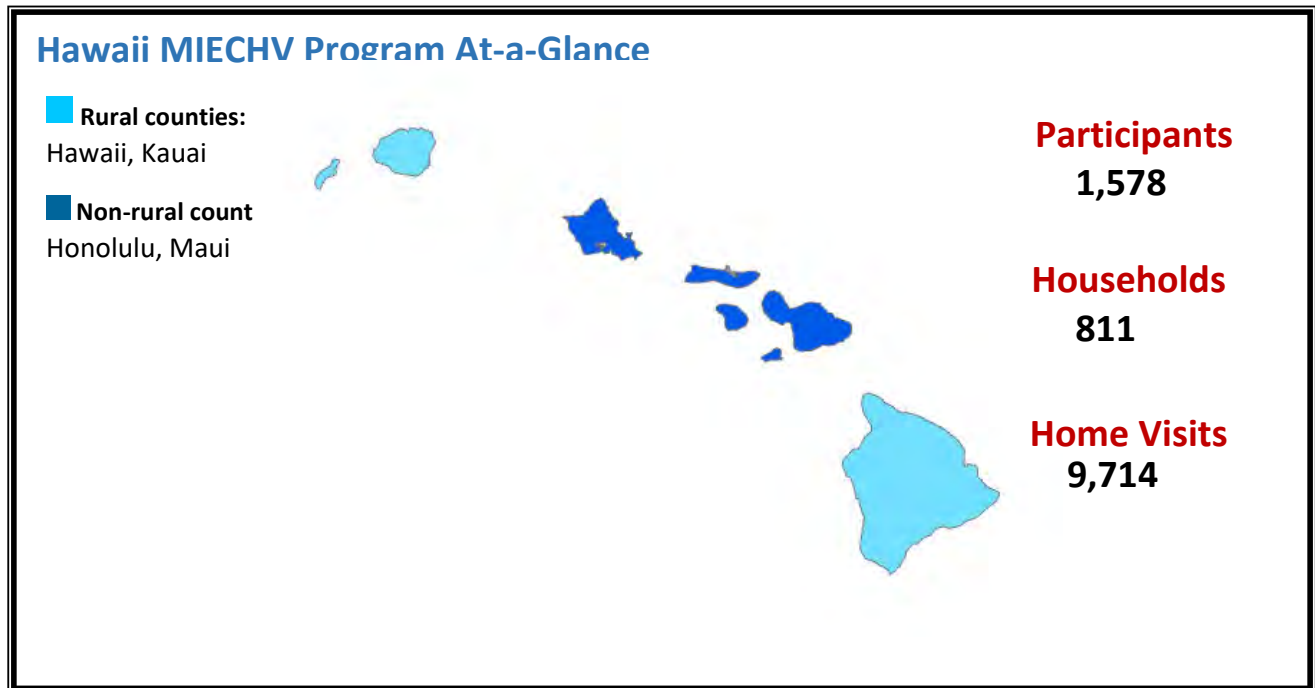 Hawaii MIECHV Program At-a-Glance
Rural counties:
Hawaii, Kauai
Non-rural count
Honolulu, Maui
Participants
1,578
Households
811
Home Visits
9,714